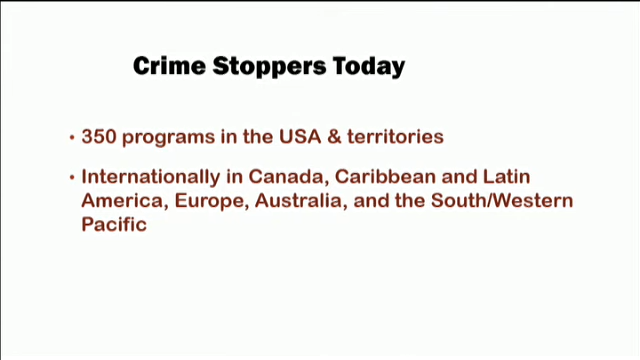 Crime Stoppers Today
• 350 programs in the USA & territories
• Internationally in Canada, Caribbean and Latin
America, Europe, Australia, and the South/Western
Pacific